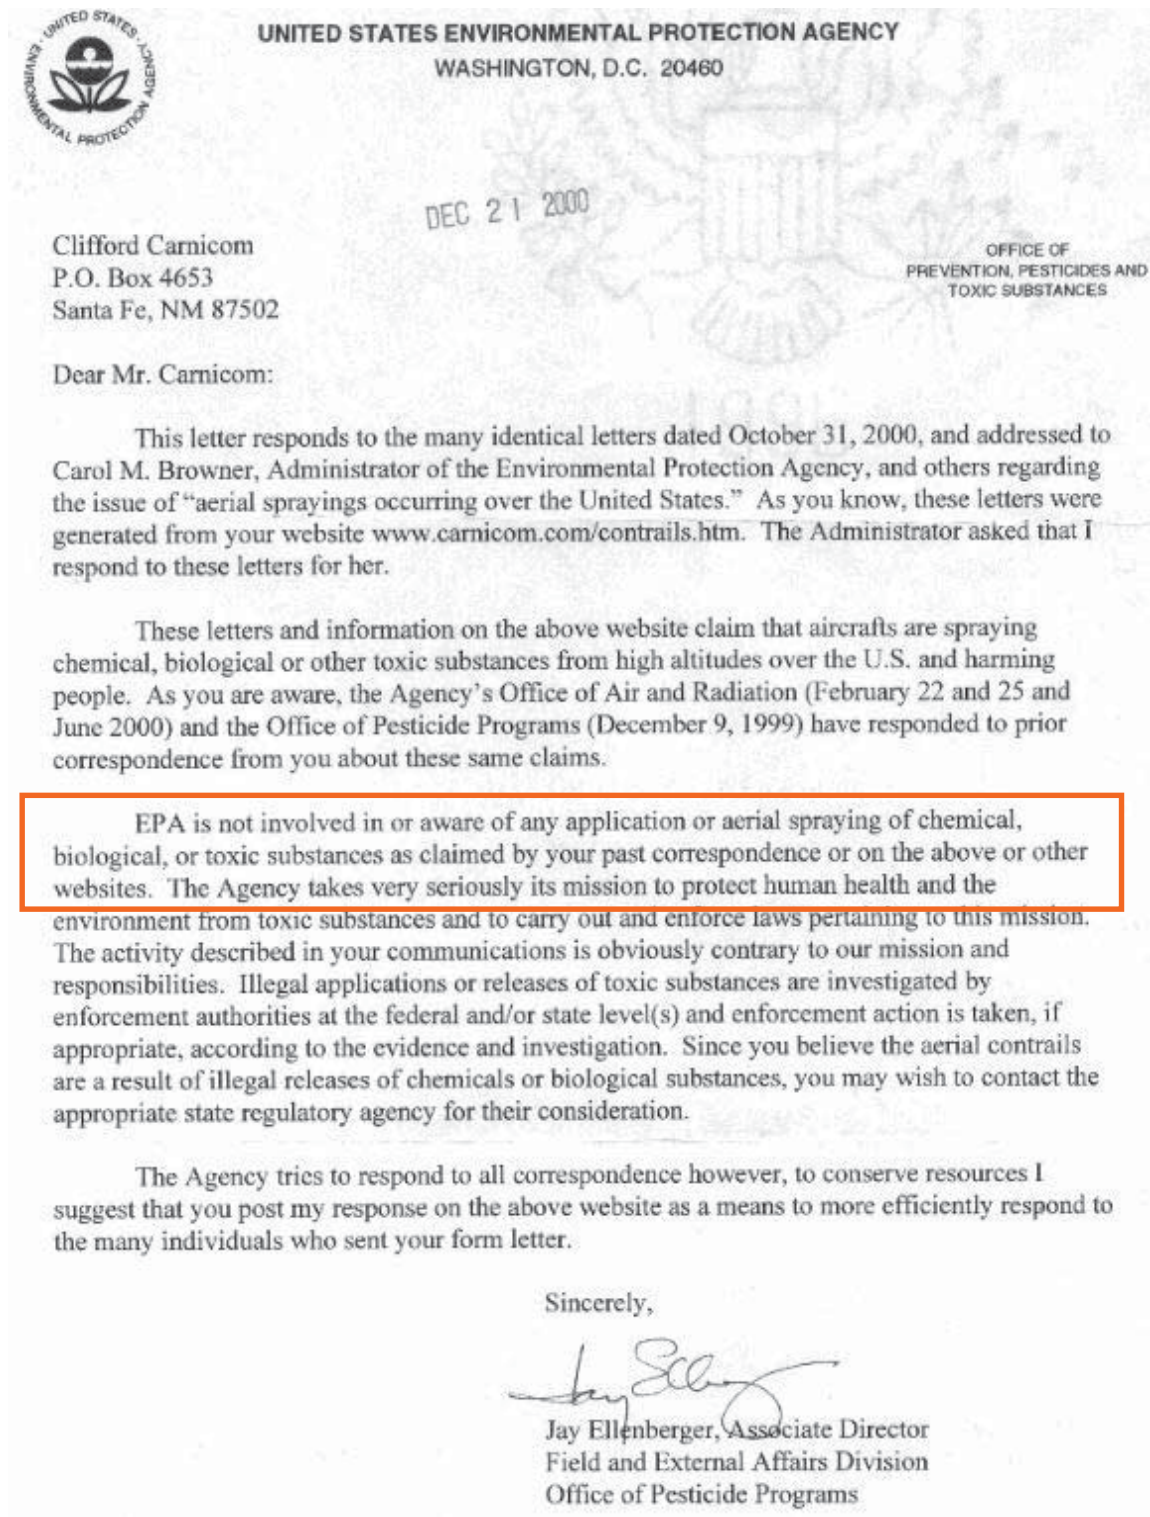 UNITED STATES ENVIRONMENTAL PROTECTION AGENCY
UNITED STATES ENVIRONMENTAL PROTECTION AGENCY
WASHINGTON, D.C. 20460
DEC 21 2000
Clifford Carnicom
P.O. Box 4653
Santa Fe, NM 87502
OFFICE OF
PREVENTION, PESTICIDES AND
TOXIC SUBSTANCES
Dear Mr. Carnicom:
This letter responds to the many identical letters dated October 31, 2000, and addressed to
Carol M. Browner, Administrator of the Environmental Protection Agency, and others regarding
the issue of “aerial sprayings occurring over the United States.” As you know, these letters were
generated from your website www.carnicom.com/contrails.htm. The Administrator asked that I
respond to these letters for her.
These letters and information on the above website claim that aircrafts are spraying
chemical, biological or other toxic substances from high altitudes over the U.S. and harming
people. As you are aware, the Agency’s Office of Air and Radiation (February 22 and 25 and
June 2000) and the Office of Pesticide Programs (December 9, 1999) have responded to prior
correspondence from you about these same claims.
EPA is not involved in or aware of any application or aerial spraying of chemical,
biological, or toxic substances as claimed by your past correspondence or on the above or other
websites. The Agency takes very seriously its mission to protect human health and the
environment from toxic substances and to carry out and enforce laws pertaining to this mission.
The activity described in your communications is obviously contrary to our mission and
responsibilities. Illegal applications or releases of toxic substances are investigated by
enforcement authorities at the federal and/or state level(s) and enforcement action is taken, if
appropriate, according to the evidence and investigation. Since you believe the aerial contrails
are a result of illegal releases of chemicals or biological substances, you may wish to contact the
appropriate state regulatory agency for their consideration.
The Agency tries to respond to all correspondence however, to conserve resources I
suggest that you post my response on the above website as a means to more efficiently respond to
the many individuals who sent your form letter.
Sincerely,
Jay Ellenberger, Associate Director
Field and External Affairs Division
Office of Pesticide Programs